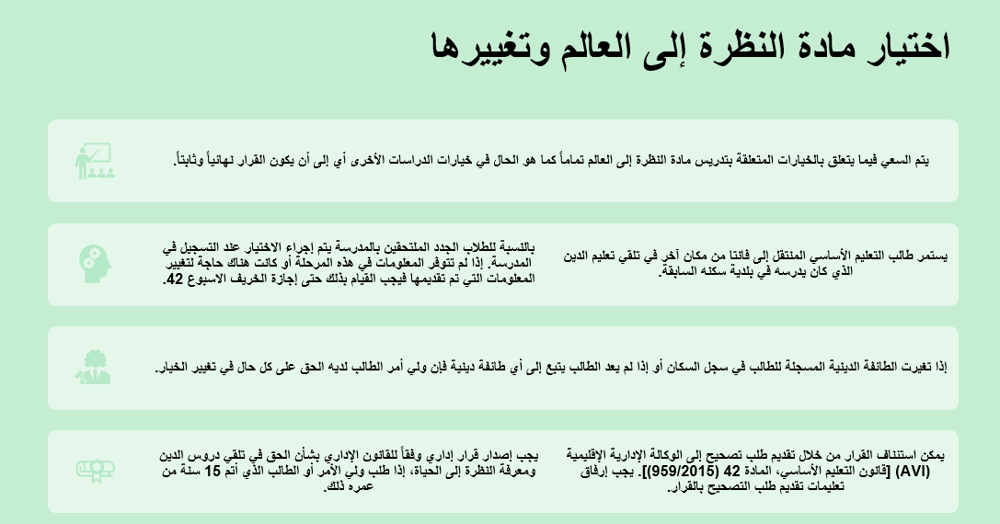 اختيار مادة النظرة إلى العالم وتغييرها
يتم السعي فيما يتعلق بالخيارات المتعلقة بتدريس مادة النظرة إلى العالم تماماً كما هو الحال في خيارات الدراسات الأخرى أي إلى أن يكون القرار نهائياً وثابتاً.
يستمر طالب التعليم الأساسي المنتقل إلى فانتا من مكان آخر في تلقي تعليم الدين
الذي كان يدرسه في بلدية سكنه السابقة.
بالنسبة للطلاب الجدد الملتحقين بالمدرسة يتم إجراء الاختيار عند التسجيل في
المدرسة. إذا لم تتوفر المعلومات في هذه المرحلة أو كانت هناك حاجة لتغيير
المعلومات التي تم تقديمها فيجب القيام بذلك حتى إجازة الخريف الاسبوع 42.
إذا تغيرت الطائفة الدينية المسجلة للطالب في سجل السكان أو إذا لم يعد الطالب يتبع إلى أي طائفة دينية فإن ولي أمر الطالب لديه الحق على كل حال في تغيير الخيار.
يمكن استئناف القرار من خلال تقديم طلب تصحيح إلى الوكالة الإدارية الإقليمية
(AVI) [قانون التعليم الأساسي، المادة 42 (959/2015)]. يجب إرفاق
تعليمات تقديم طلب التصحيح بالقرار.
يجب إصدار قرار إداري وفقاً للقانون الإداري بشأن الحق في تلقي دروس الدين
ومعرفة النظرة إلى الحياة، إذا طلب ولي الأمر أو الطالب الذي أتم 15 سنة من
عمره ذلك.